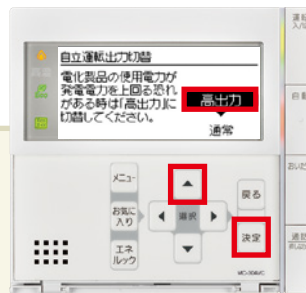 自立運転出力切替
電化製品の使用電力が
発電電力を上回る恐れ
がある時は「高出力」に
切替してください。
高出力
通常
メニュー
お気に
入り
エネ
ルック
選択
戻る
決定
MC-30AVC